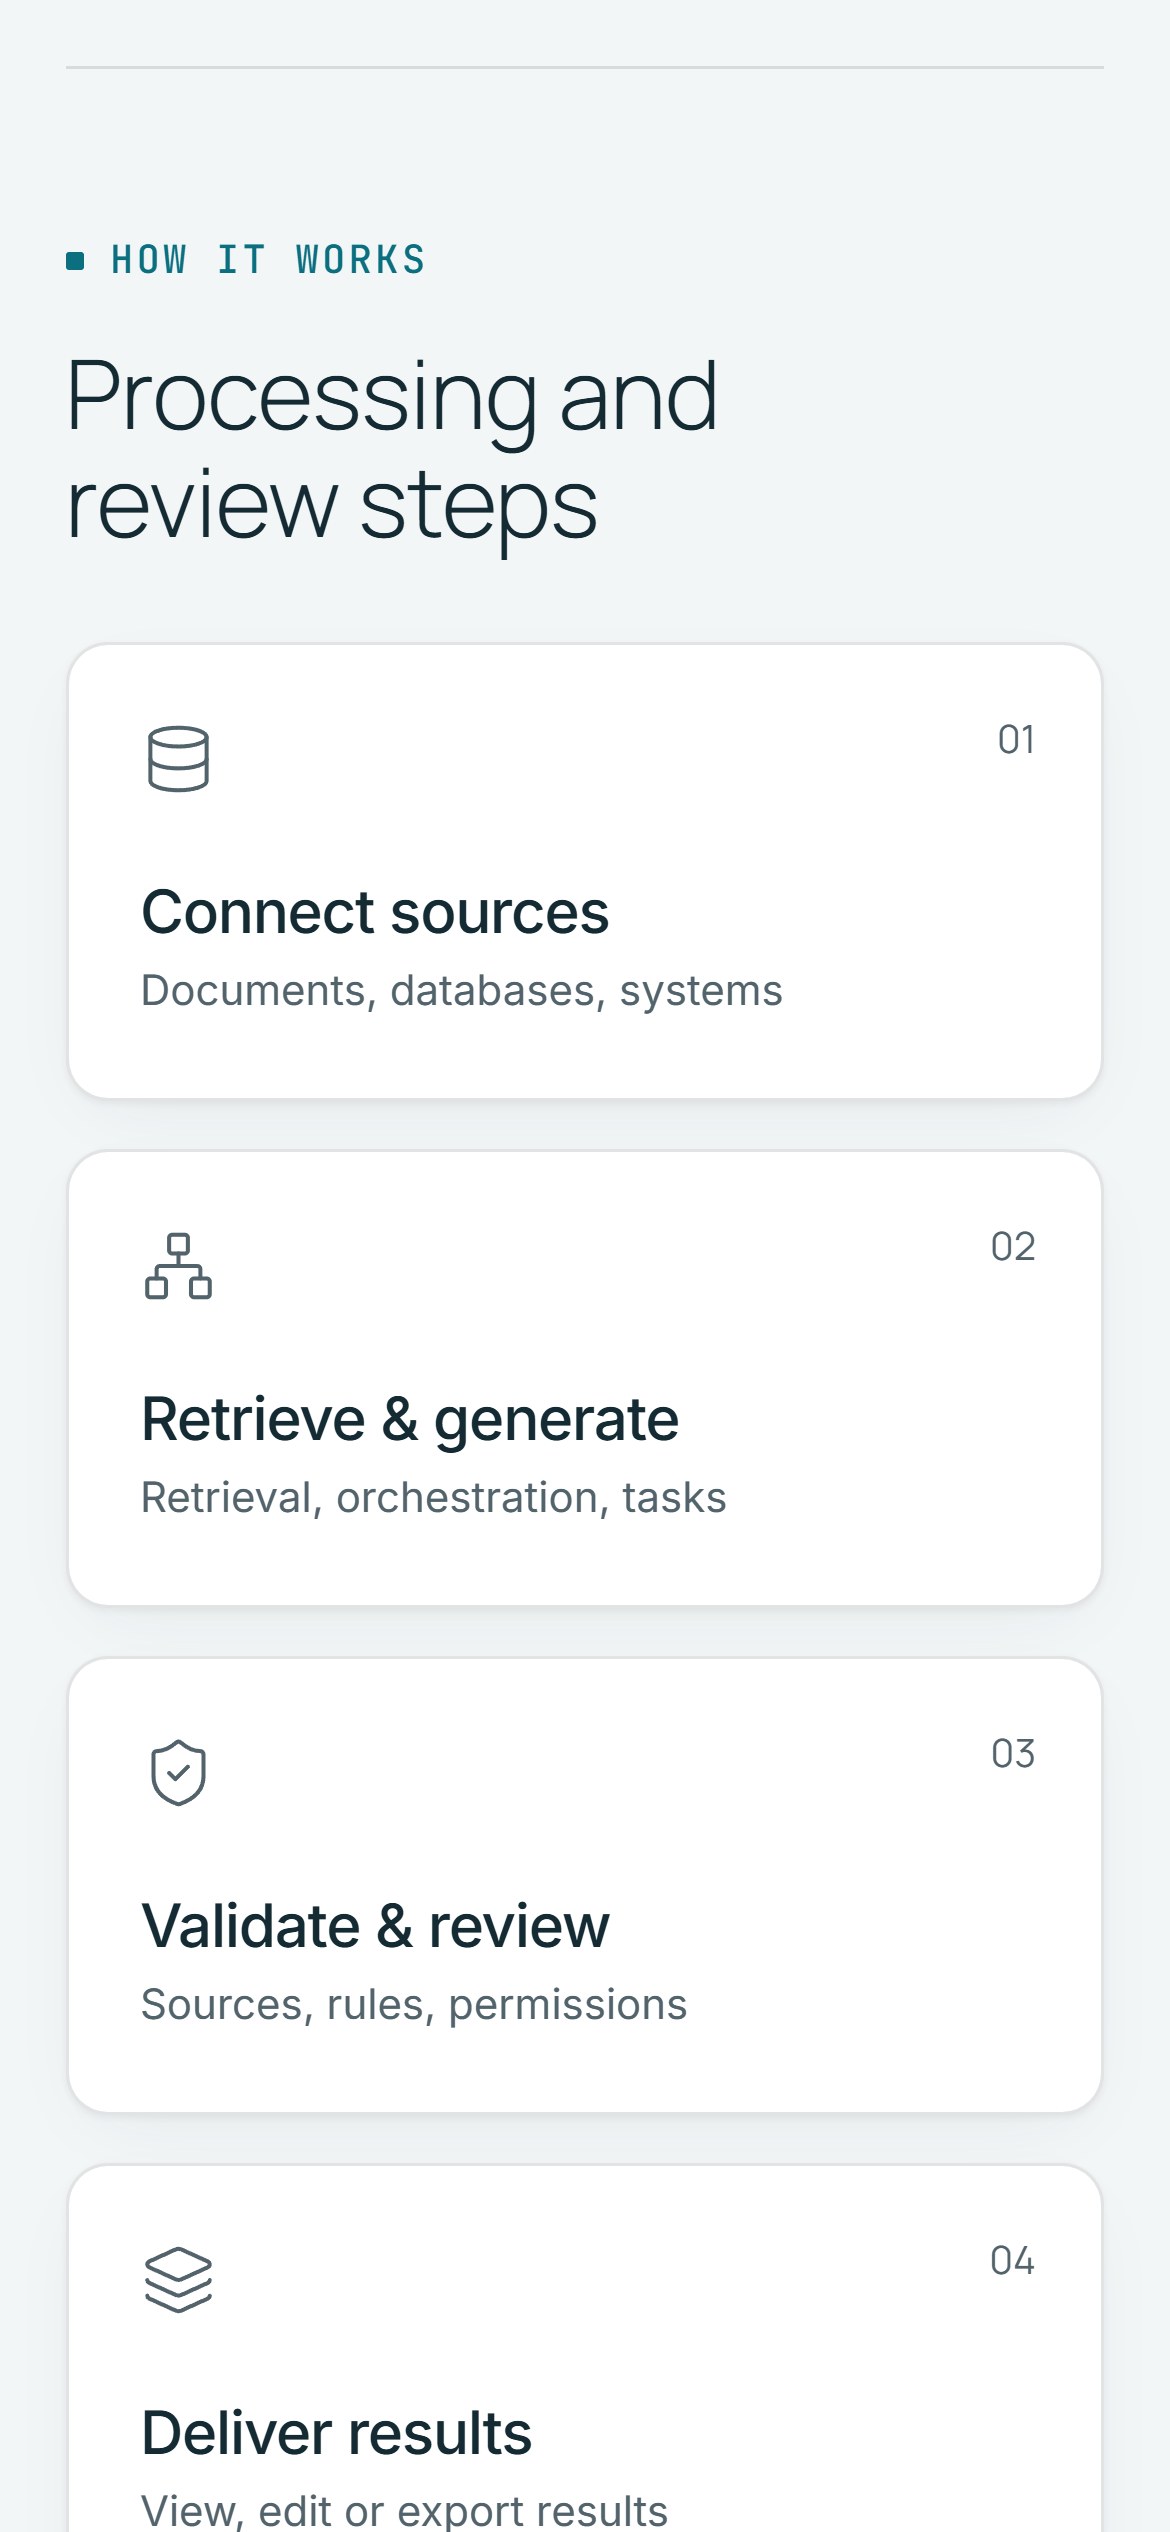 HOW IT WORKS
Processing and
review steps
01
Connect sources
Documents, databases, systems
02
Retrieve & generate
Retrieval, orchestration, tasks
03
Validate & review
Sources, rules, permissions
04
Deliver results
View, edit or export results